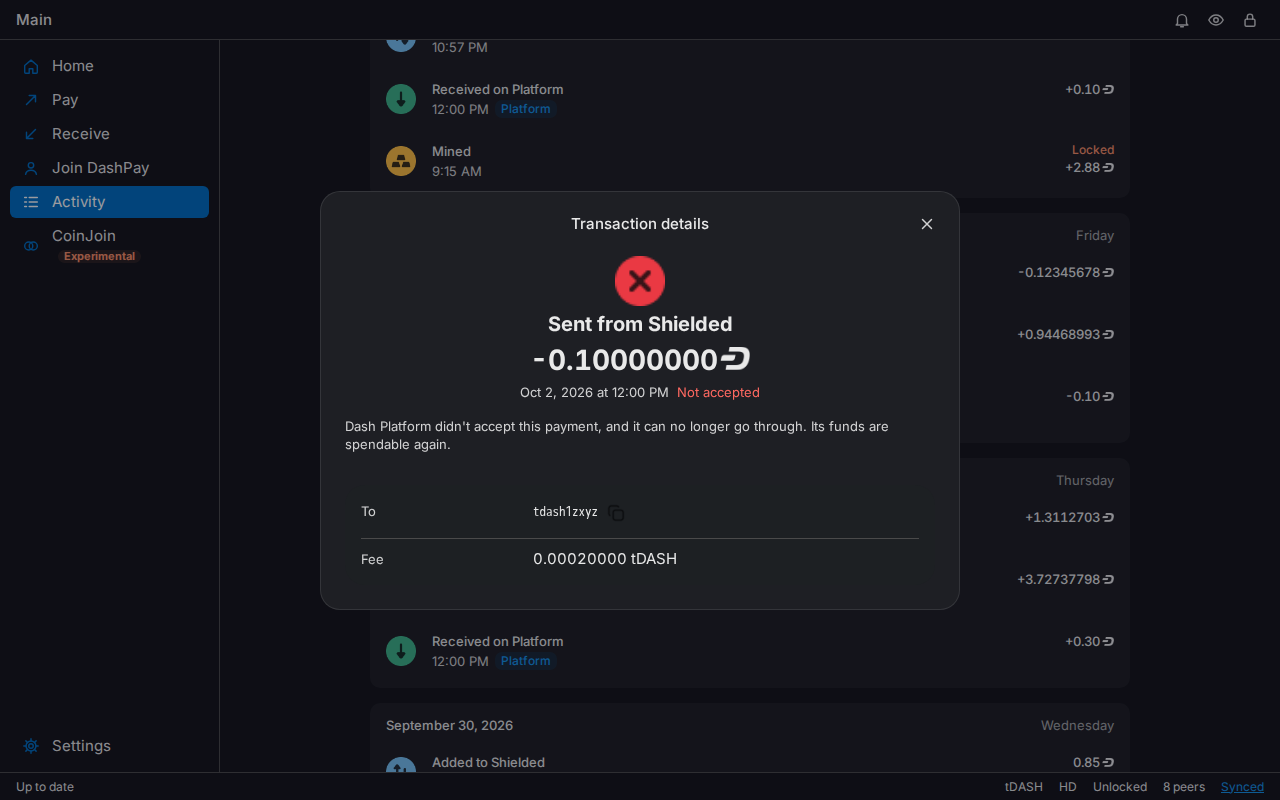 Main
Home
Pay
Receive
Join DashPay
Activity
CoinJoin
Experimental
Settings
10:57 PM
Received on Platform
+0.10
12:00 PM Platform
Mined
Locked
9:15 AM
+2.88
Friday
-0.12345678
+0.94468993
-0.10
Transaction details
Sent from Shielded
-0.10000000
Oct 2, 2026 at 12:00 PM Not accepted
Dash Platform didn't accept this payment, and it can no longer go through. Its funds are
spendable again.
To tdash1zxyz
Fee 0.00020000 tDASH
Thursday
+1.3112703
+3.72737798
Received on Platform
+0.30
12:00 PM Platform
September 30, 2026 Wednesday
Added to Shielded 0.85
Up to date tDASH HD Unlocked 8 peers Synced